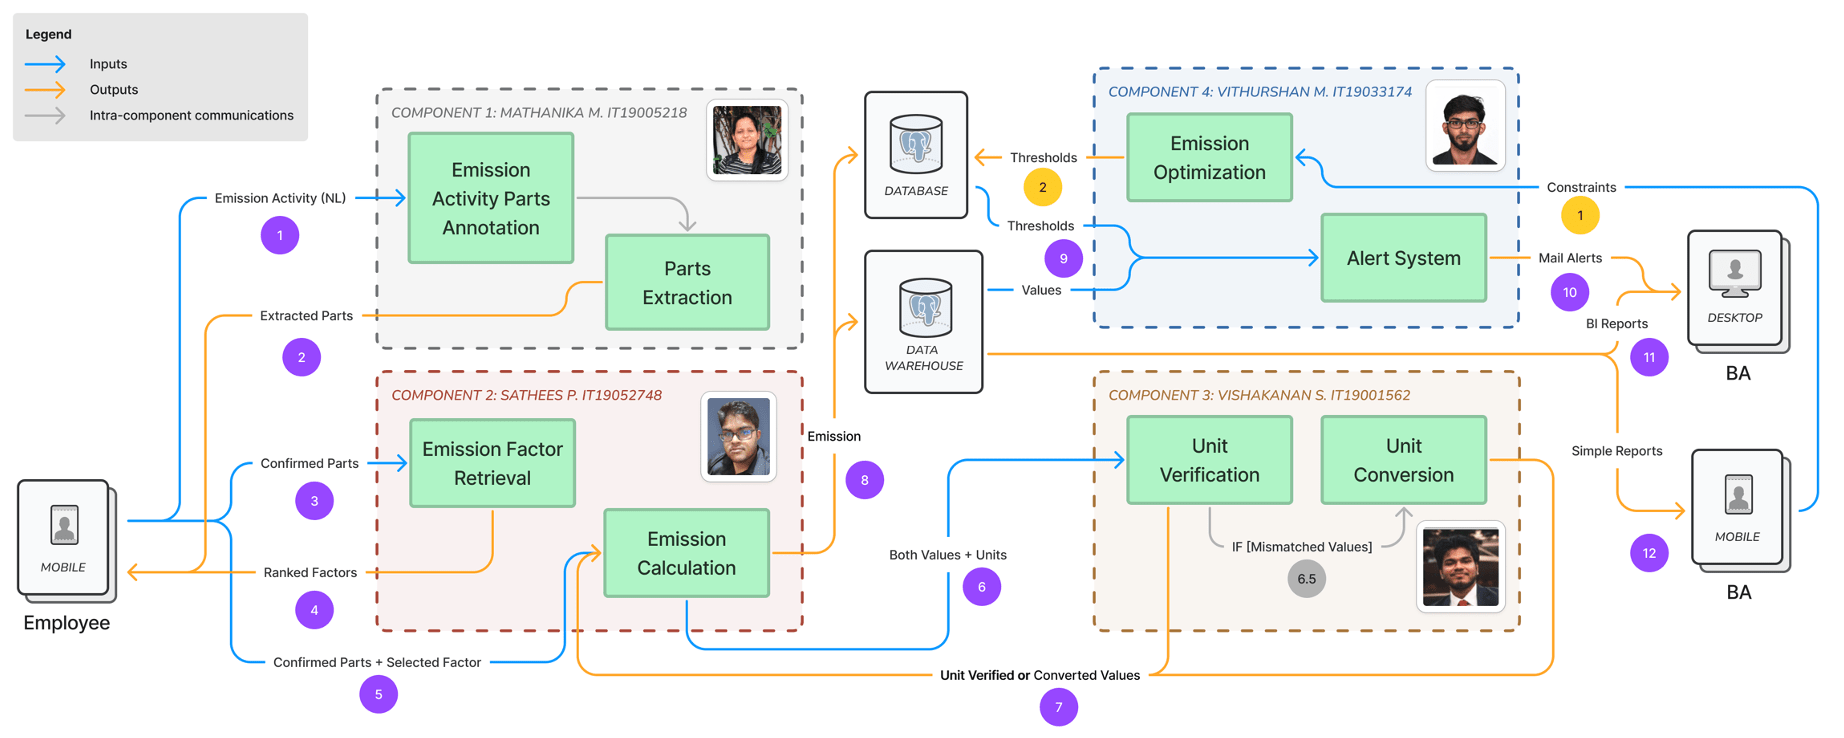 Legend
Inputs
Outputs
Intra-component communications
COMPONENT 1: MATHANIKA M. IT19005218
Emission
Activity Parts
Annotation
Parts
Extraction
Emission Activity (NL)
1
Extracted Parts
2
COMPONENT 2: SATHEES P. IT19052748
Emission Factor
Retrieval
Emission
Calculation
Confirmed Parts
3
Ranked Factors
4
Confirmed Parts + Selected Factor
5
MOBILE
Employee
DATABASE
DATA
WAREHOUSE
Emission
8
Both Values + Units
6
Unit Verified or Converted Values
7
COMPONENT 4: VITHURSHAN M. IT19033174
Emission
Optimization
Alert System
Thresholds
2
Thresholds
9
Values
Constraints
1
Mail Alerts
10
BI Reports
11
DESKTOP
BA
COMPONENT 3: VISHAKANAN S. IT19001562
Unit
Verification
Unit
Conversion
IF [Mismatched Values]
6.5
Simple Reports
12
MOBILE
BA